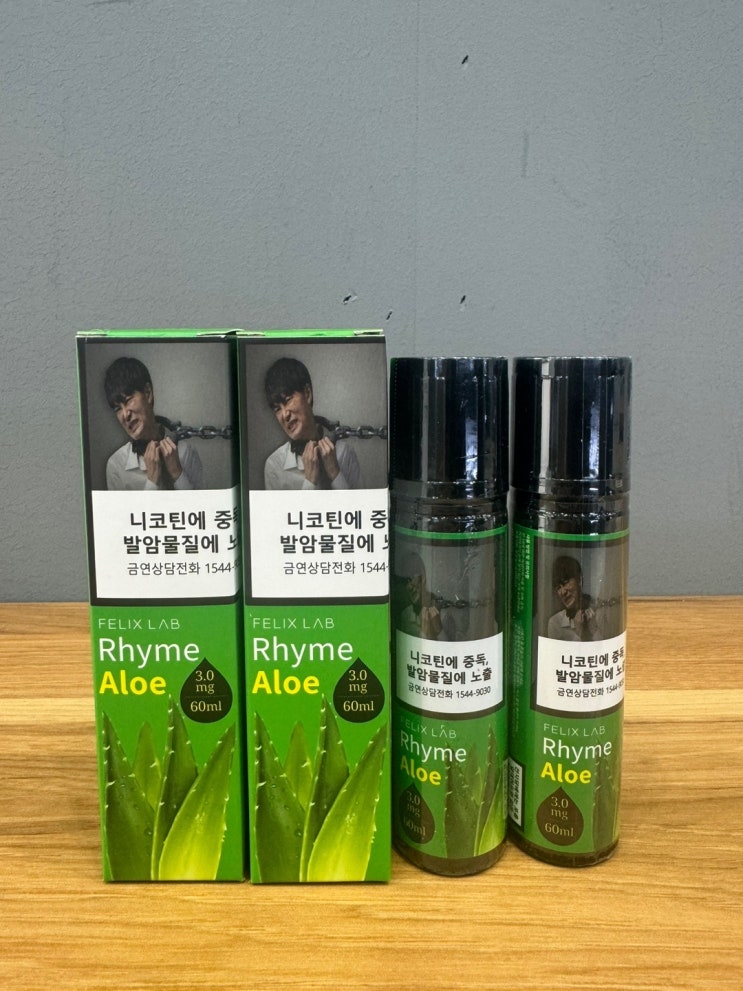 니코틴에
발암물질에
금연상담전화 1544-
FELIX LAB
Rhyme
Aloe
3.0
mg
60ml
니코틴에
발암물질에
금연상담전화 1544-
FELIX LAB
Rhyme
Aloe
3.0
mg
60ml
니코틴에 중독,
발암물질에 노출
금연상담전화 1544-9030
FELIX LAB
Rhyme
Aloe
3.0
mg
60ml
니코틴에 중독,
발암물질에 노
금연상담전화 1544-
FELIX LAB
Rhyme
Aloe
3.0
mg
60ml